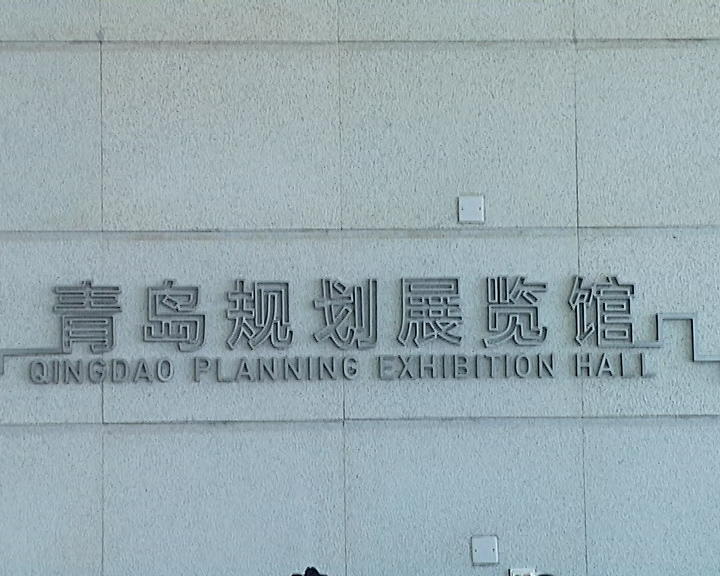 青岛规划展览馆
QINGDAO PLANNING EXHIBITION HALL